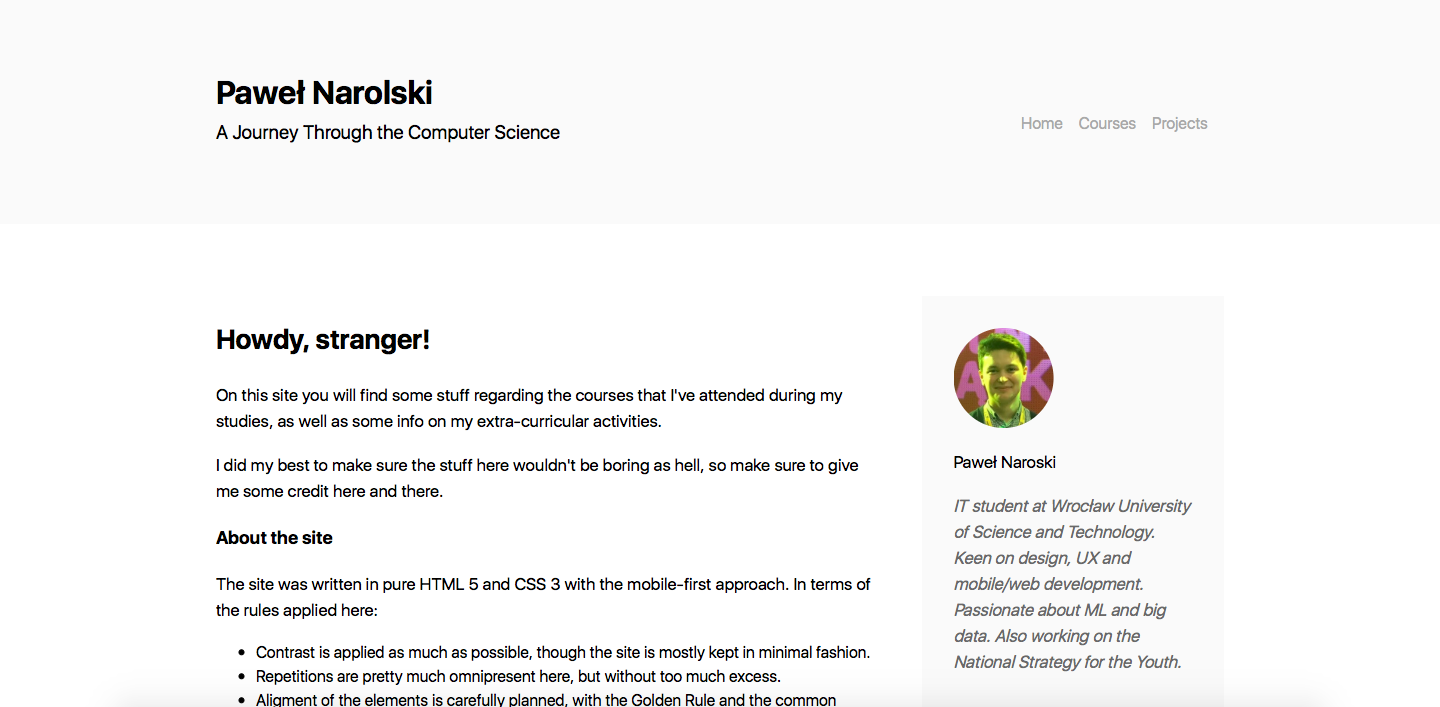 Paweł Narolski
A Journey Through the Computer Science
Home Courses Projects
Howdy, stranger!
On this site you will find some stuff regarding the courses that I've attended during my
studies, as well as some info on my extra-curricular activities.
I did my best to make sure the stuff here wouldn't be boring as hell, so make sure to give
me some credit here and there.
About the site
The site was written in pure HTML 5 and CSS 3 with the mobile-first approach. In terms of
the rules applied here:
• Contrast is applied as much as possible, though the site is mostly kept in minimal fashion.
• Repetitions are pretty much omnipresent here, but without too much excess.
• Aligment of the elements is carefully planned, with the Golden Rule and the common
A K
Paweł Naroski
IT student at Wrocław University
of Science and Technology.
Keen on design, UX and
mobile/web development.
Passionate about ML and big
data. Also working on the
National Strategy for the Youth.